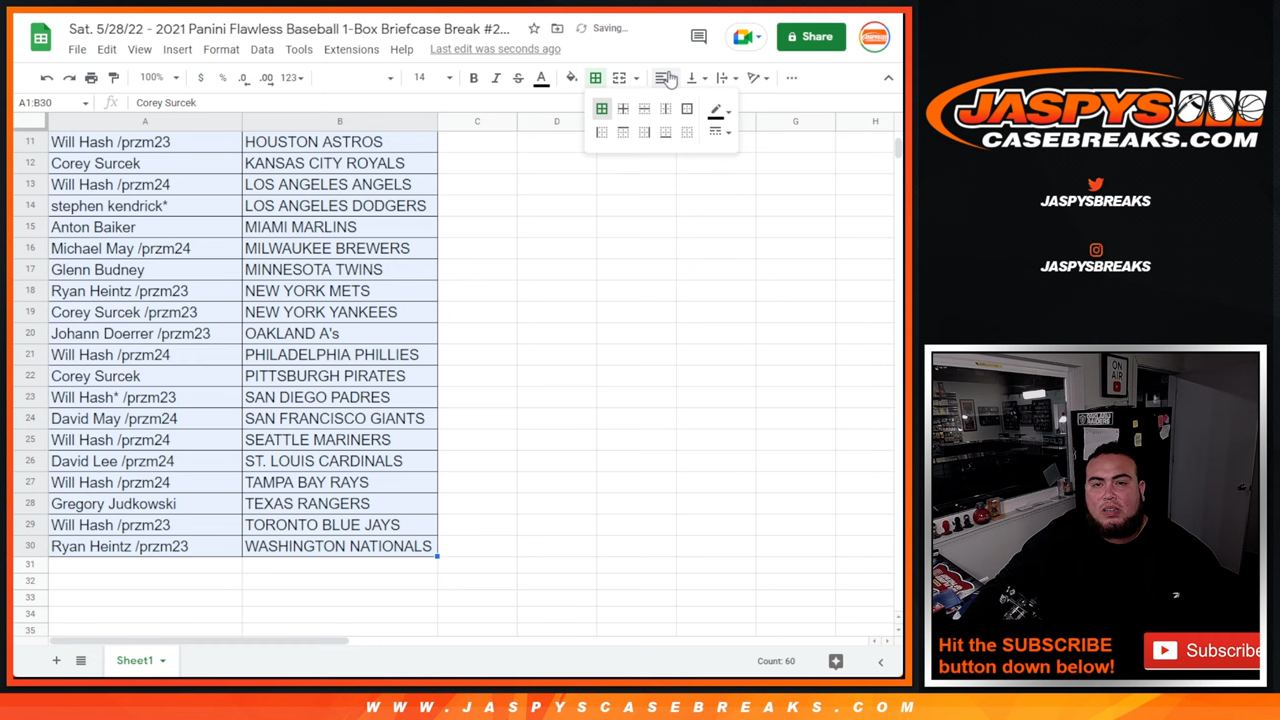 Sat. 5/28/22 - 2021 Panini Flawless Baseball 1-Box Briefcase Break #2...
Saving...
Share
File Edit View Insert Format Data Tools Extensions Help Last edit was seconds ago
100% $ % .0 .00 123 14 B I S A
A1:B30 fx Corey Surcek
A B C D E F G H
11 Will Hash /przm23 HOUSTON ASTROS
12 Corey Surcek KANSAS CITY ROYALS
13 Will Hash /przm24 LOS ANGELES ANGELS
14 stephen kendrick* LOS ANGELES DODGERS
15 Anton Baiker MIAMI MARLINS
16 Michael May /przm24 MILWAUKEE BREWERS
17 Glenn Budney MINNESOTA TWINS
18 Ryan Heintz /przm23 NEW YORK METS
19 Corey Surcek /przm23 NEW YORK YANKEES
20 Johann Doerrer /przm23 OAKLAND A's
21 Will Hash /przm24 PHILADELPHIA PHILLIES
22 Corey Surcek PITTSBURGH PIRATES
23 Will Hash* /przm23 SAN DIEGO PADRES
24 David May /przm24 SAN FRANCISCO GIANTS
25 Will Hash /przm24 SEATTLE MARINERS
26 David Lee /przm24 ST. LOUIS CARDINALS
27 Will Hash /przm24 TAMPA BAY RAYS
28 Gregory Judkowski TEXAS RANGERS
29 Will Hash /przm23 TORONTO BLUE JAYS
30 Ryan Heintz /przm23 WASHINGTON NATIONALS
31
32
33
34
35
Sheet1
Count: 60
JASPYS
CASEBREAKS.COM
JASPYSBREAKS
JASPYSBREAKS
ON AIR
Hit the SUBSCRIBE
button down below!
Subscribe
WWW.JASPYSCASEBREAKS.COM